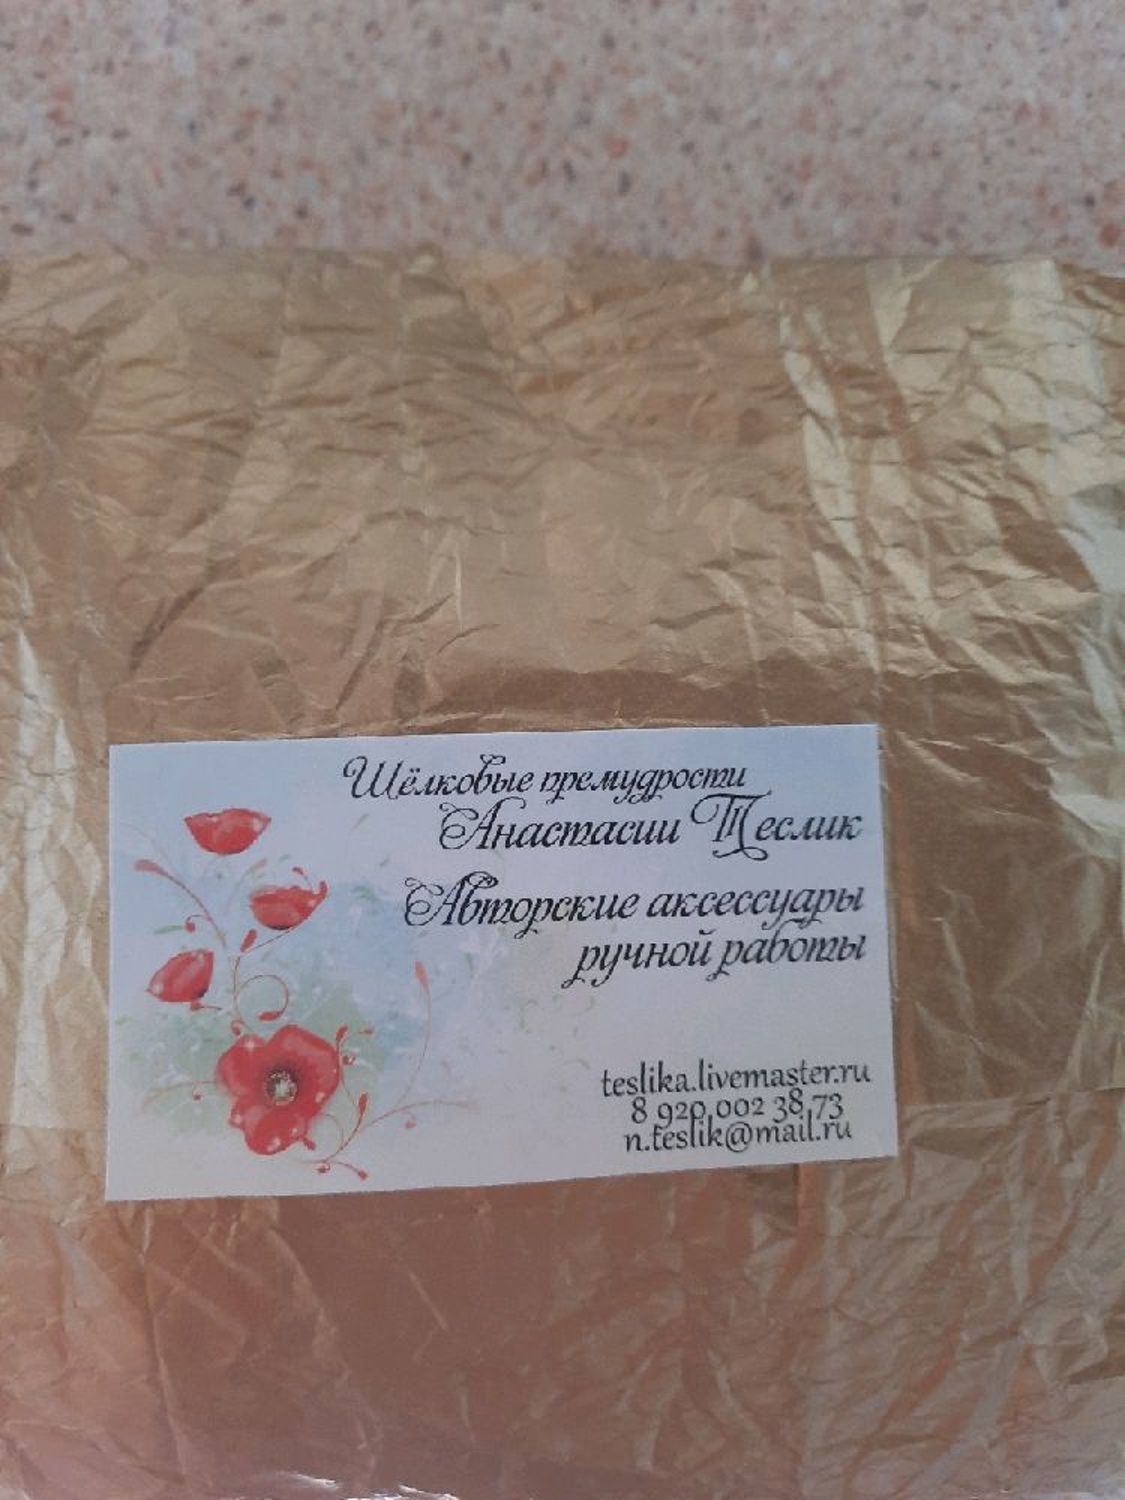 Шёлковые премудрости
Анастасии Теслик
Авторские аксессуары
ручной работы
teslika.livemaster.ru
8 920 002 38 73
n.teslik@mail.ru